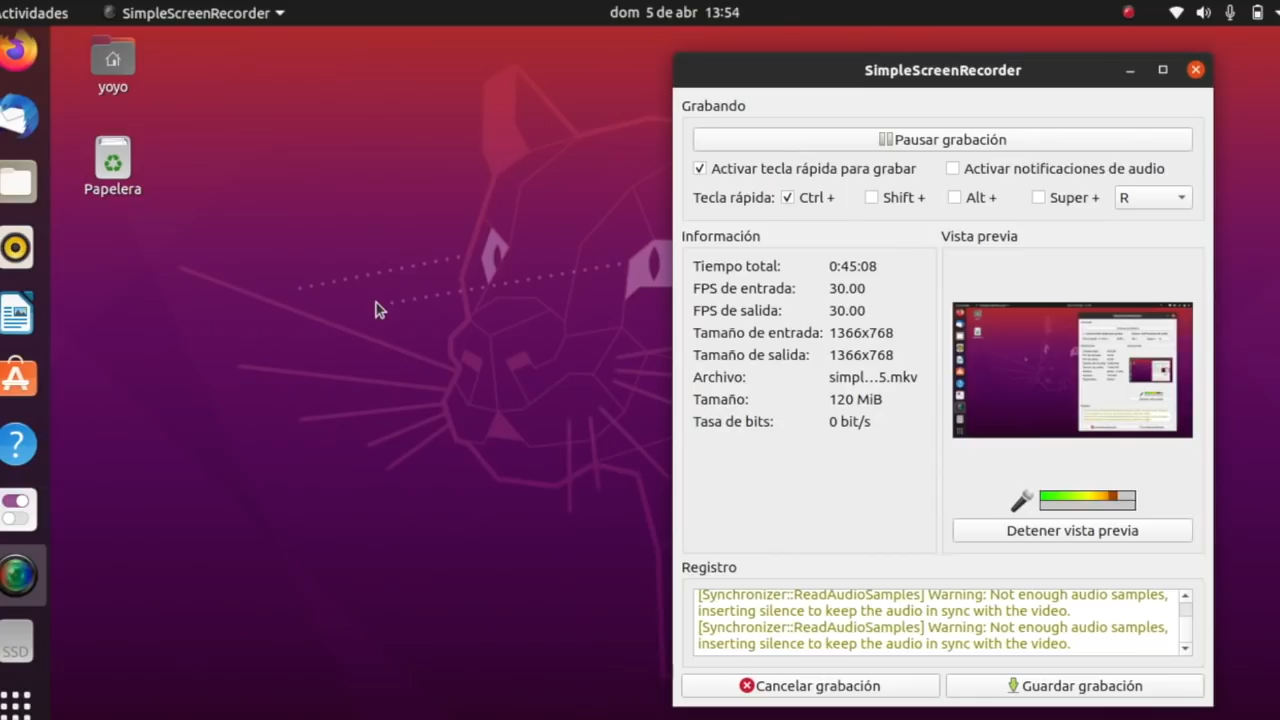 Actividades
SimpleScreenRecorder
dom 5 de abr 13:54
yoyo
Papelera
SSD
SimpleScreenRecorder
Grabando
Pausar grabación
Activar tecla rápida para grabar
Activar notificaciones de audio
Tecla rápida: Ctrl + Shift + Alt + Super + R
Información
Tiempo total: 0:45:08
FPS de entrada: 30.00
FPS de salida: 30.00
Tamaño de entrada: 1366x768
Tamaño de salida: 1366x768
Archivo: simpl...5.mkv
Tamaño: 120 MiB
Tasa de bits: 0 bit/s
Vista previa
Detener vista previa
Registro
[Synchronizer::ReadAudioSamples] Warning: Not enough audio samples,
inserting silence to keep the audio in sync with the video.
[Synchronizer::ReadAudioSamples] Warning: Not enough audio samples,
inserting silence to keep the audio in sync with the video.
Cancelar grabación
Guardar grabación